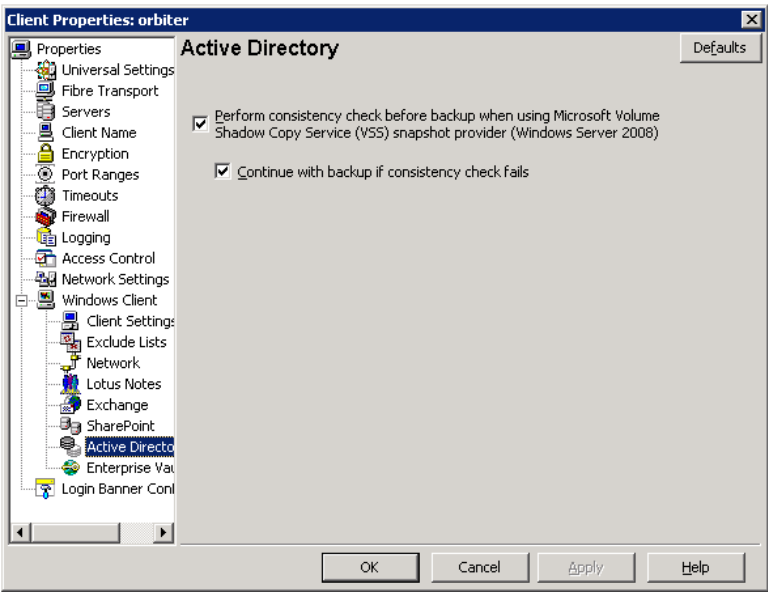 Client Properties: orbiter
Properties
Universal Settings
Fibre Transport
Servers
Client Name
Encryption
Port Ranges
Timeouts
Firewall
Logging
Access Control
Network Settings
Windows Client
Client Settings
Exclude Lists
Network
Lotus Notes
Exchange
SharePoint
Active Directo
Enterprise Vau
Login Banner Conf
Active Directory
Defaults
Perform consistency check before backup when using Microsoft Volume
Shadow Copy Service (VSS) snapshot provider (Windows Server 2008)
Continue with backup if consistency check fails
OK
Cancel
Apply
Help